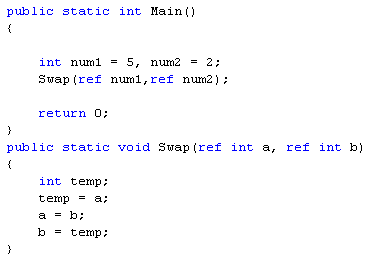 public static int Main()
{
int num1 = 5, num2 = 2;
Swap(ref num1,ref num2);
return 0;
}
public static void Swap(ref int a, ref int b)
{
int temp;
temp = a;
a = b;
b = temp;
}